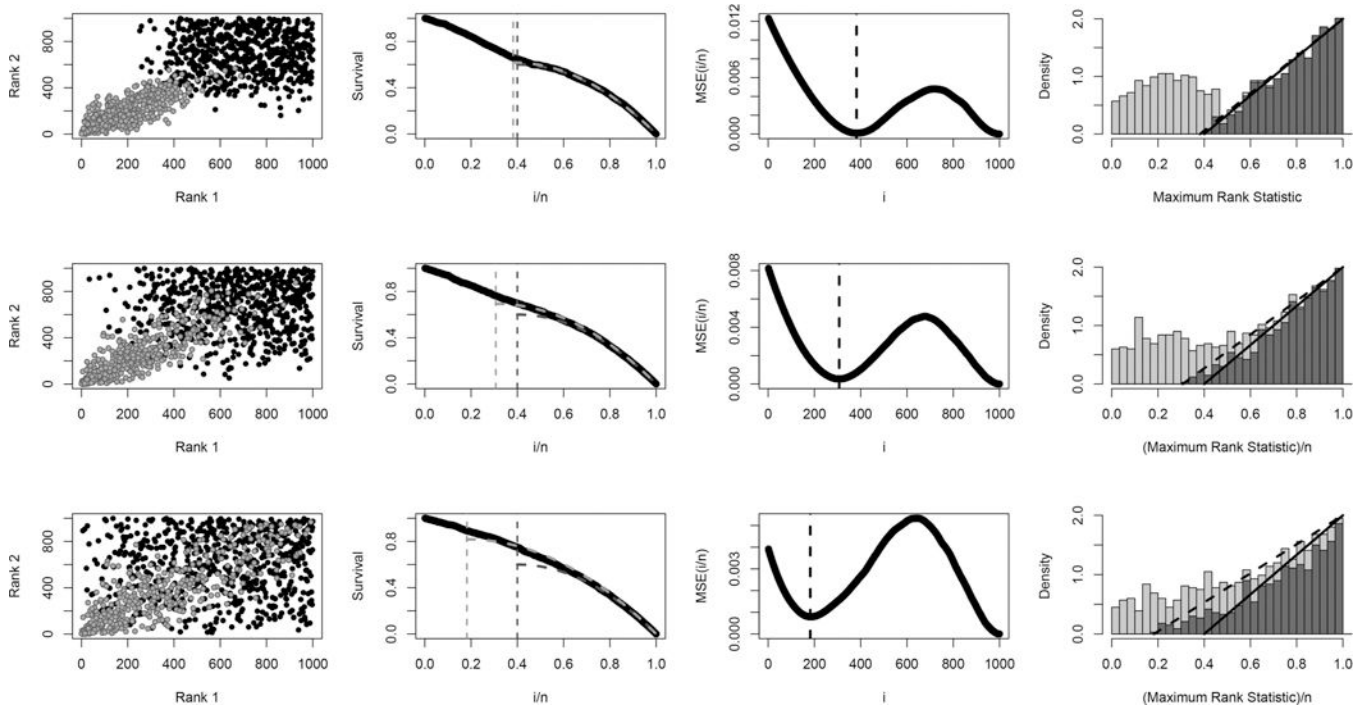 Rank 2
0 400 800
0 200 400 600 800 1000
Rank 1
Survival
0.0 0.4 0.8
0.0 0.2 0.4 0.6 0.8 1.0
i/n
MSE(i/n)
0.000 0.006 0.012
0 200 400 600 800 1000
i
Density
0.0 1.0 2.0
0.0 0.2 0.4 0.6 0.8 1.0
Maximum Rank Statistic
Rank 2
0 400 800
0 200 400 600 800 1000
Rank 1
Survival
0.0 0.4 0.8
0.0 0.2 0.4 0.6 0.8 1.0
i/n
MSE(i/n)
0.000 0.004 0.008
0 200 400 600 800 1000
i
Density
0.0 1.0 2.0
0.0 0.2 0.4 0.6 0.8 1.0
(Maximum Rank Statistic)/n
Rank 2
0 400 800
0 200 400 600 800 1000
Rank 1
Survival
0.0 0.4 0.8
0.0 0.2 0.4 0.6 0.8 1.0
i/n
MSE(i/n)
0.000 0.003
0 200 400 600 800 1000
i
Density
0.0 1.0 2.0
0.0 0.2 0.4 0.6 0.8 1.0
(Maximum Rank Statistic)/n